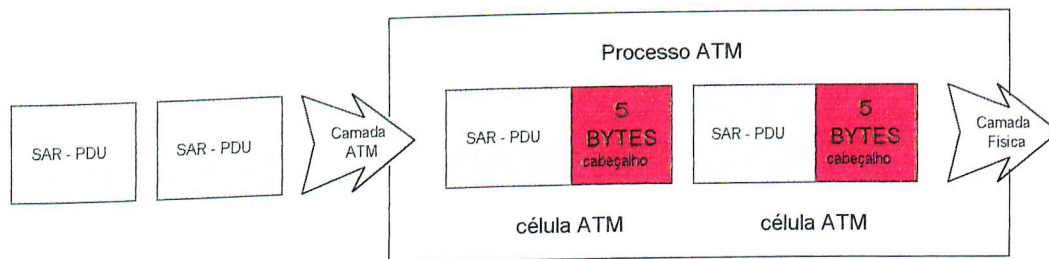 Processo ATM
SAR - PDU
SAR - PDU
Camada
ATM
SAR - PDU
5
BYTES
cabeçalho
SAR - PDU
5
BYTES
cabeçalho
Camada
Física
célula ATM
célula ATM